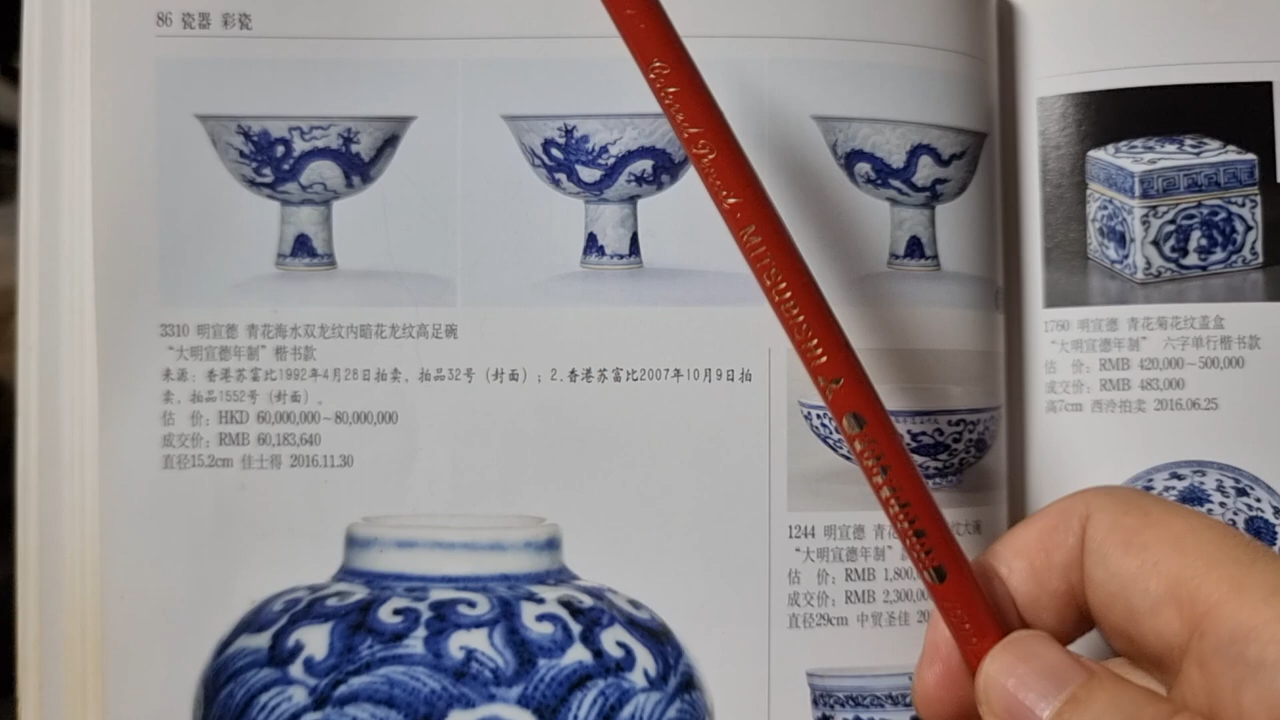 86 瓷器 彩瓷
3310 明宣德 青花海水双龙纹内暗花龙纹高足碗
“大明宣德年制”楷书款
来源：香港苏富比1992年4月28日拍卖，拍品32号（封面）；2.香港苏富比2007年10月9日拍
卖，拍品1552号（封面）。
估 价：HKD 60,000,000~80,000,000
成交价：RMB 60,183,640
直径15.2cm 佳士得 2016.11.30
1244 明宣德 青花 纹大碗
“大明宣德年制”
估 价：RMB 1,800,
成交价：RMB 2,300,00
直径29cm 中贸圣佳 20
1760 明宣德 青花菊花纹盖盒
“大明宣德年制” 六字单行楷书款
估 价：RMB 420,000~500,000
成交价：RMB 483,000
高7cm 西泠拍卖 2016.06.25
Colored Pencil · MITSUBISHI